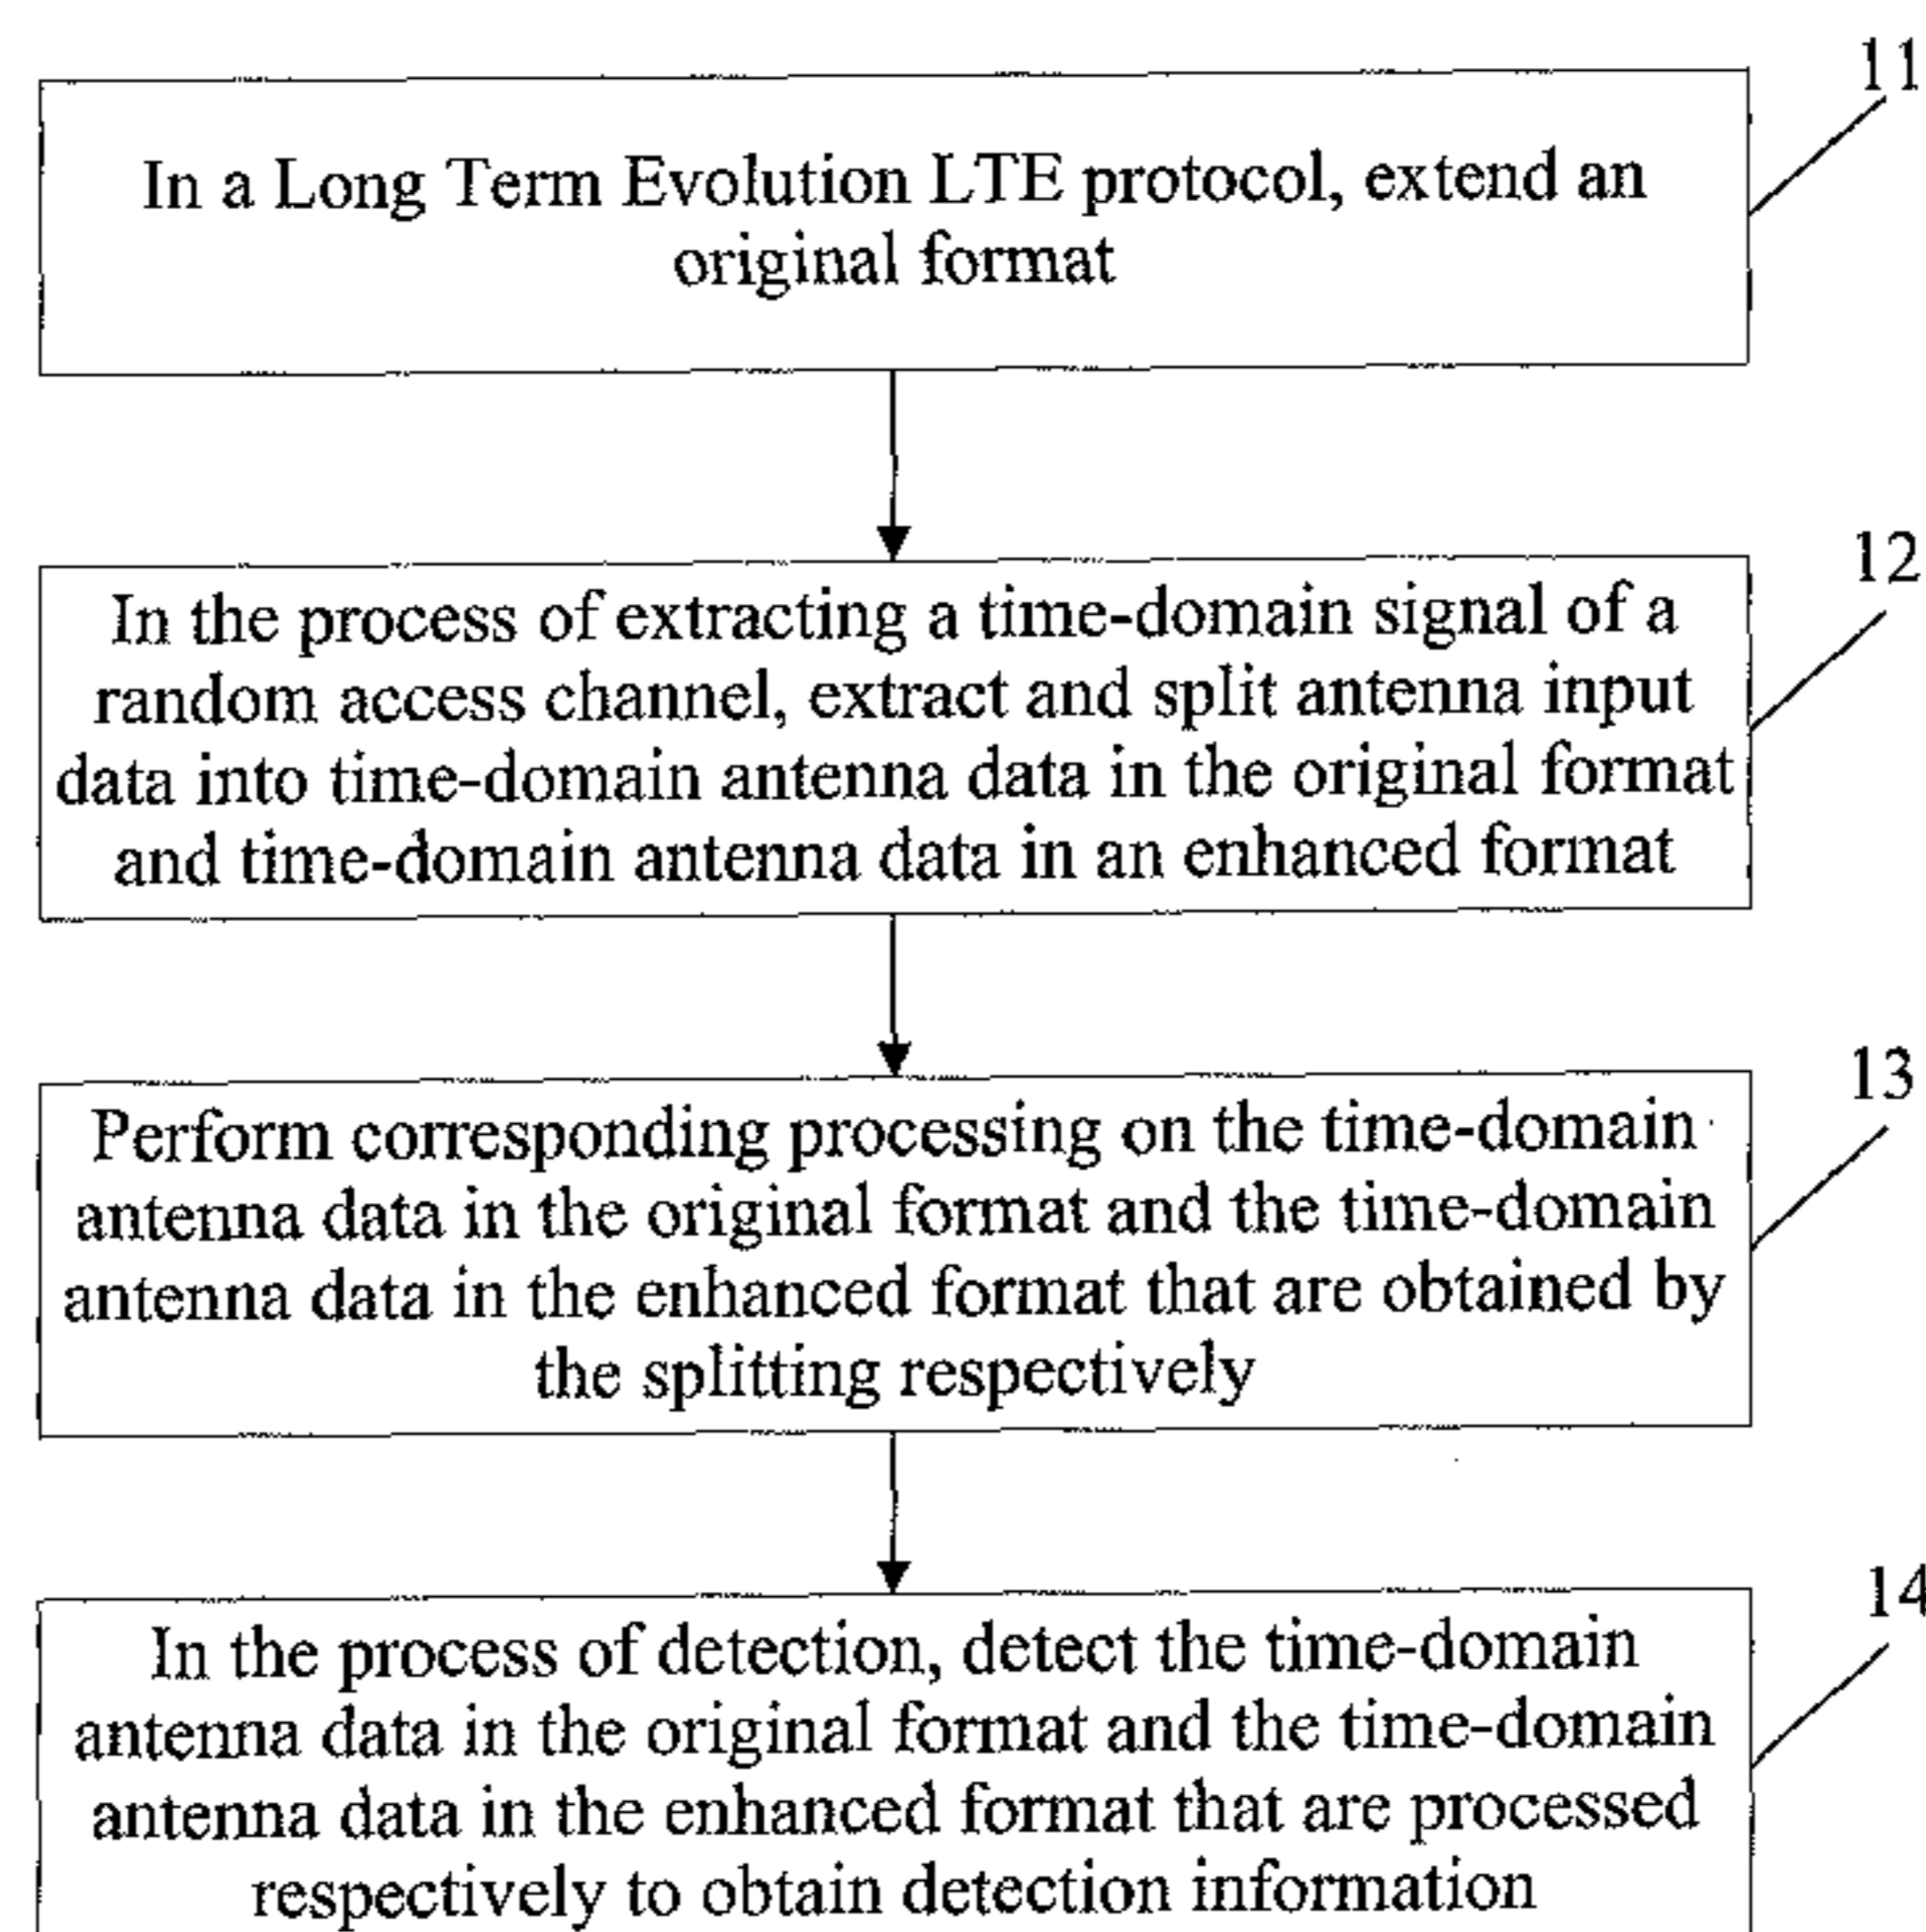 11
In a Long Term Evolution LTE protocol, extend an
original format
12
In the process of extracting a time-domain signal of a
random access channel, extract and split antenna input
data into time-domain antenna data in the original format
and time-domain antenna data in an enhanced format
13
Perform corresponding processing on the time-domain
antenna data in the original format and the time-domain
antenna data in the enhanced format that are obtained by
the splitting respectively
14
In the process of detection, detect the time-domain
antenna data in the original format and the time-domain
antenna data in the enhanced format that are processed
respectively to obtain detection information